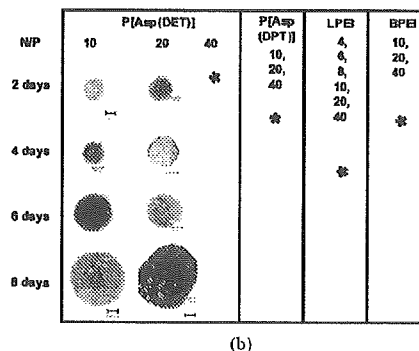 P[Asp(DET)]
P[Asp
(DPT)]
LPEI
BPEI
N/P
10
20
40
10,
20,
40
4,
6,
8,
10,
20,
40
10,
20,
40
2 days
4 days
6 days
8 days
(b)